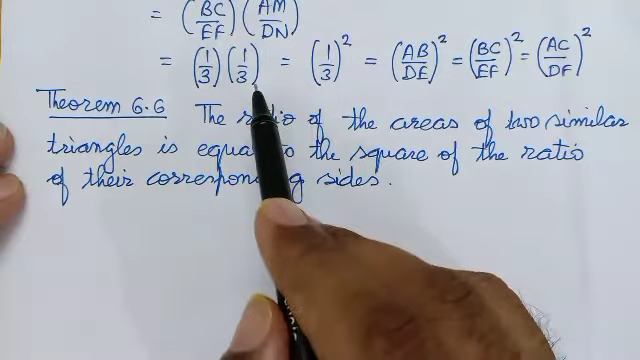 = (BC/EF) (AM/DN)
= (1/3) (1/3) = (1/3)² = (AB/DE)² = (BC/EF)² = (AC/DF)²
Theorem 6.6 The ratio of the areas of two similar
triangles is equal to the square of the ratio
of their corresponding sides.